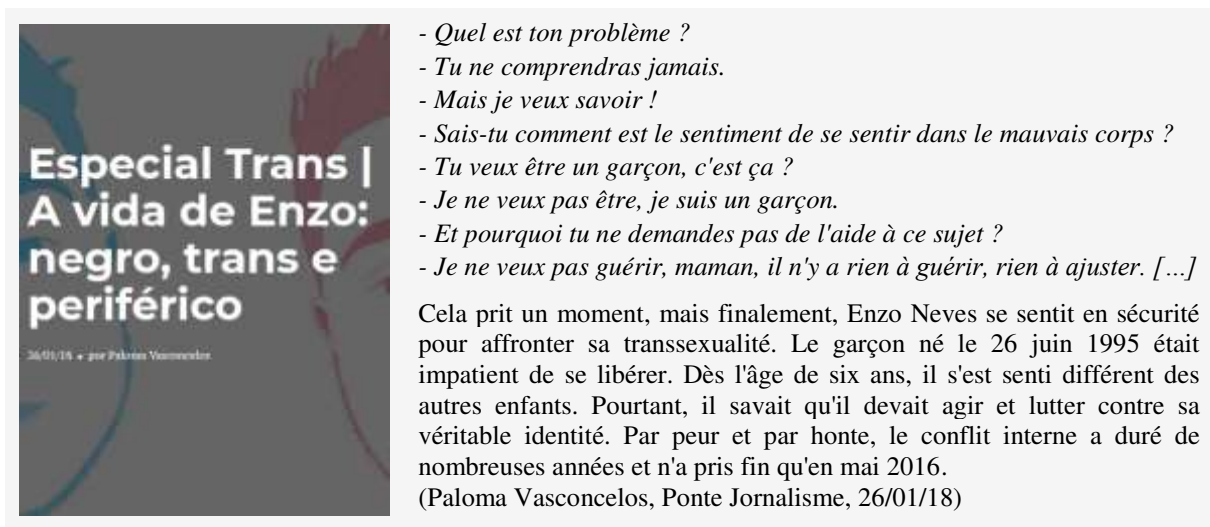 Especial Trans |
A vida de Enzo:
negro, trans e
periférico
26/01/18 • por Paloma Vasconcelos
- Quel est ton problème ?
- Tu ne comprendras jamais.
- Mais je veux savoir !
- Sais-tu comment est le sentiment de se sentir dans le mauvais corps ?
- Tu veux être un garçon, c'est ça ?
- Je ne veux pas être, je suis un garçon.
- Et pourquoi tu ne demandes pas de l'aide à ce sujet ?
- Je ne veux pas guérir, maman, il n'y a rien à guérir, rien à ajuster. […]
Cela prit un moment, mais finalement, Enzo Neves se sentit en sécurité
pour affronter sa transsexualité. Le garçon né le 26 juin 1995 était
impatient de se libérer. Dès l'âge de six ans, il s'est senti différent des
autres enfants. Pourtant, il savait qu'il devait agir et lutter contre sa
véritable identité. Par peur et par honte, le conflit interne a duré de
nombreuses années et n'a pris fin qu'en mai 2016.
(Paloma Vasconcelos, Ponte Jornalisme, 26/01/18)